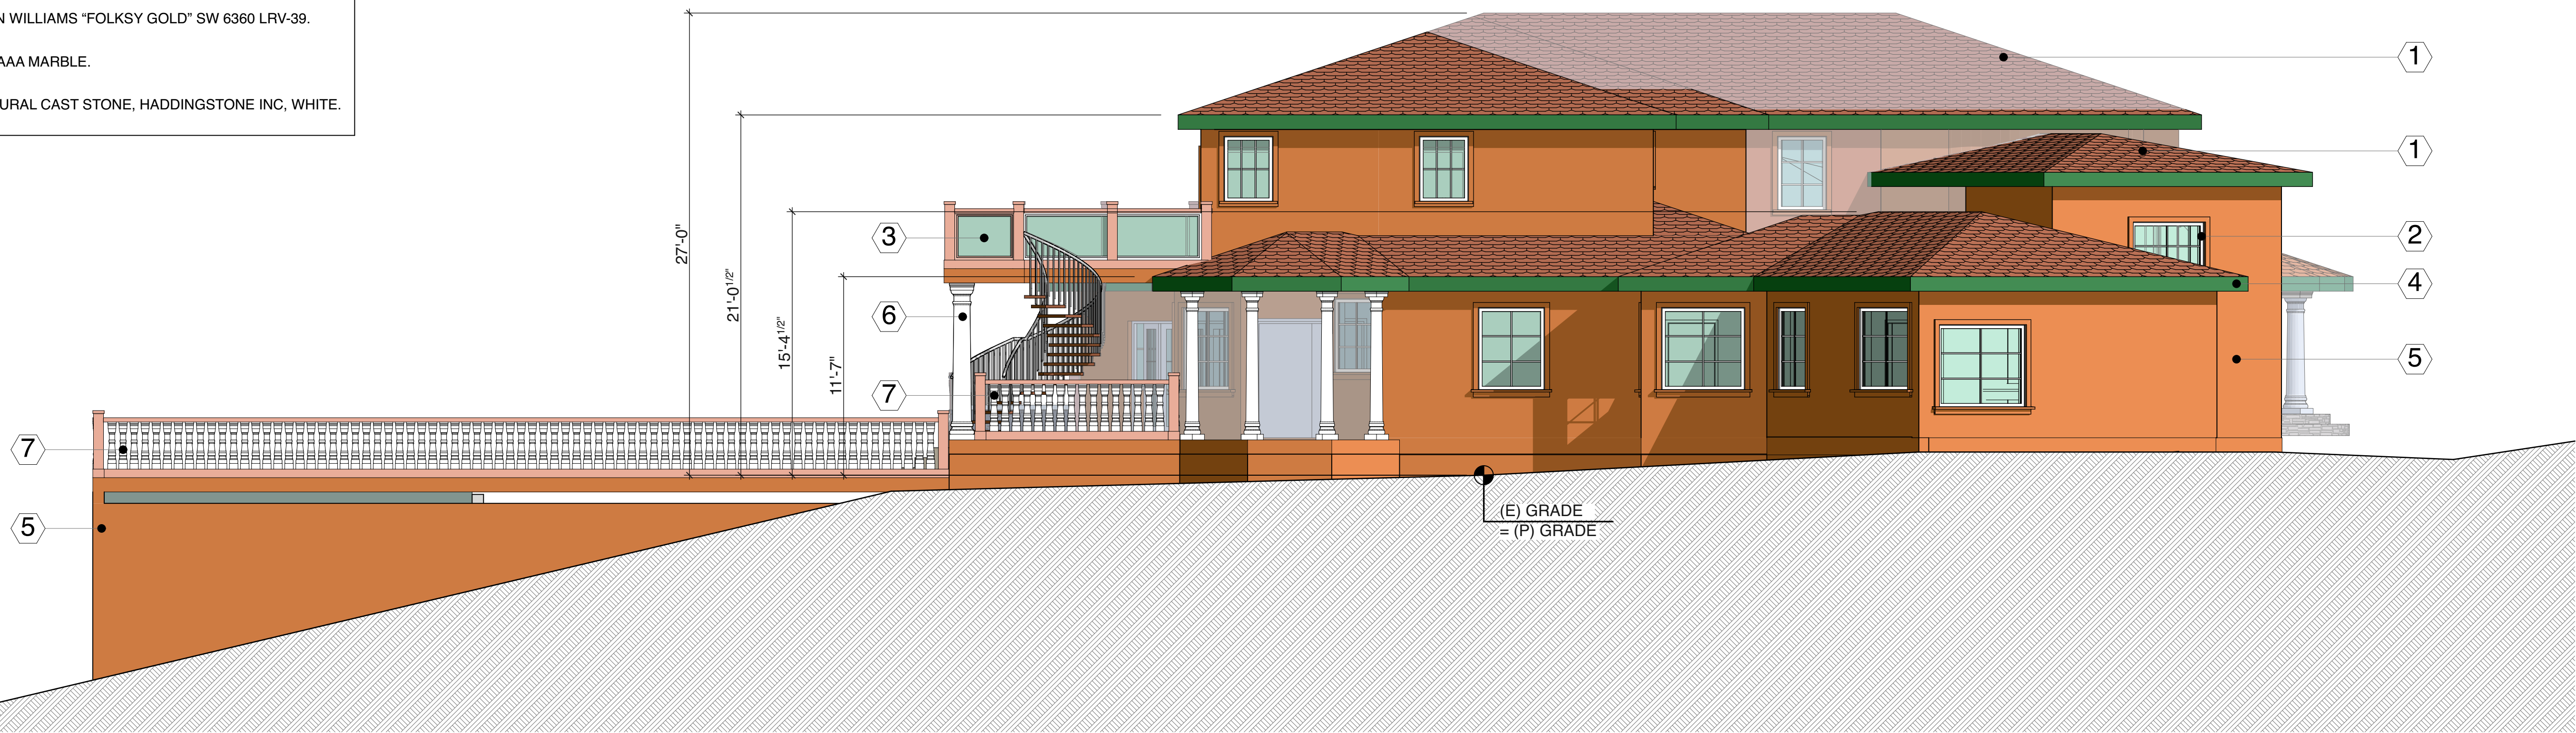 N WILLIAMS “FOLKSY GOLD” SW 6360 LRV-39.
AAA MARBLE.
URAL CAST STONE, HADDINGSTONE INC, WHITE.
27'-0"
21'-0 1/2"
15'-4 1/2"
11'-7"
1
1
3
2
4
6
5
7
7
5
(E) GRADE
= (P) GRADE